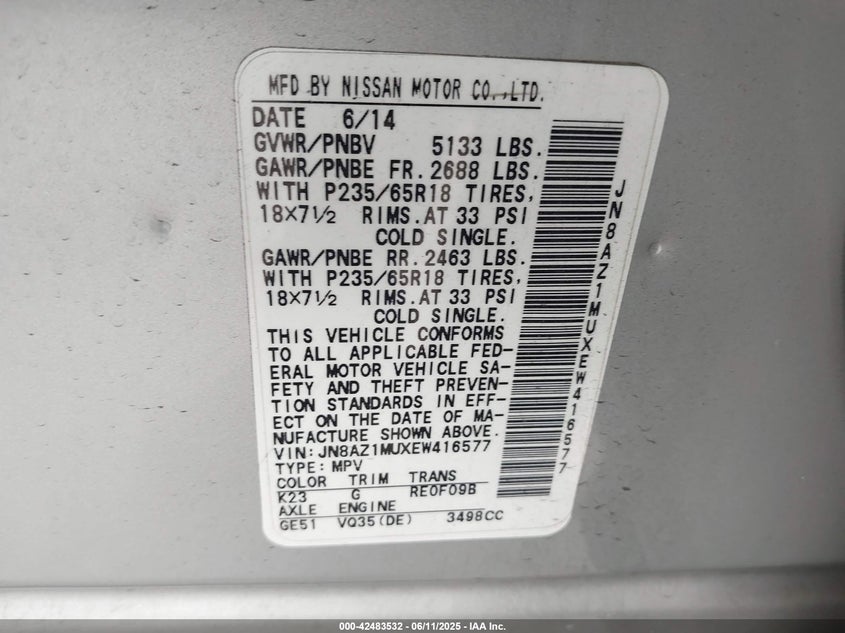 MFD BY NISSAN MOTOR CO.,LTD.
DATE 6/14
GVWR/PNBV 5133 LBS.
GAWR/PNBE FR. 2688 LBS.
WITH P235/65R18 TIRES,
18×7½ RIMS.AT 33 PSI
COLD SINGLE.
GAWR/PNBE RR. 2463 LBS.
WITH P235/65R18 TIRES,
18×7½ RIMS.AT 33 PSI
COLD SINGLE.
THIS VEHICLE CONFORMS
TO ALL APPLICABLE FED-
ERAL MOTOR VEHICLE SA-
FETY AND THEFT PREVEN-
TION STANDARDS IN EFF-
ECT ON THE DATE OF MA-
NUFACTURE SHOWN ABOVE.
VIN:JN8AZ1MUXEW416577
TYPE:MPV
COLOR TRIM TRANS
K23 G RE0F09B
AXLE ENGINE
GE51 VQ35(DE) 3498CC
JN8AZ1MUXEW416577
000-42483532 - 06/11/2025 - IAA Inc.